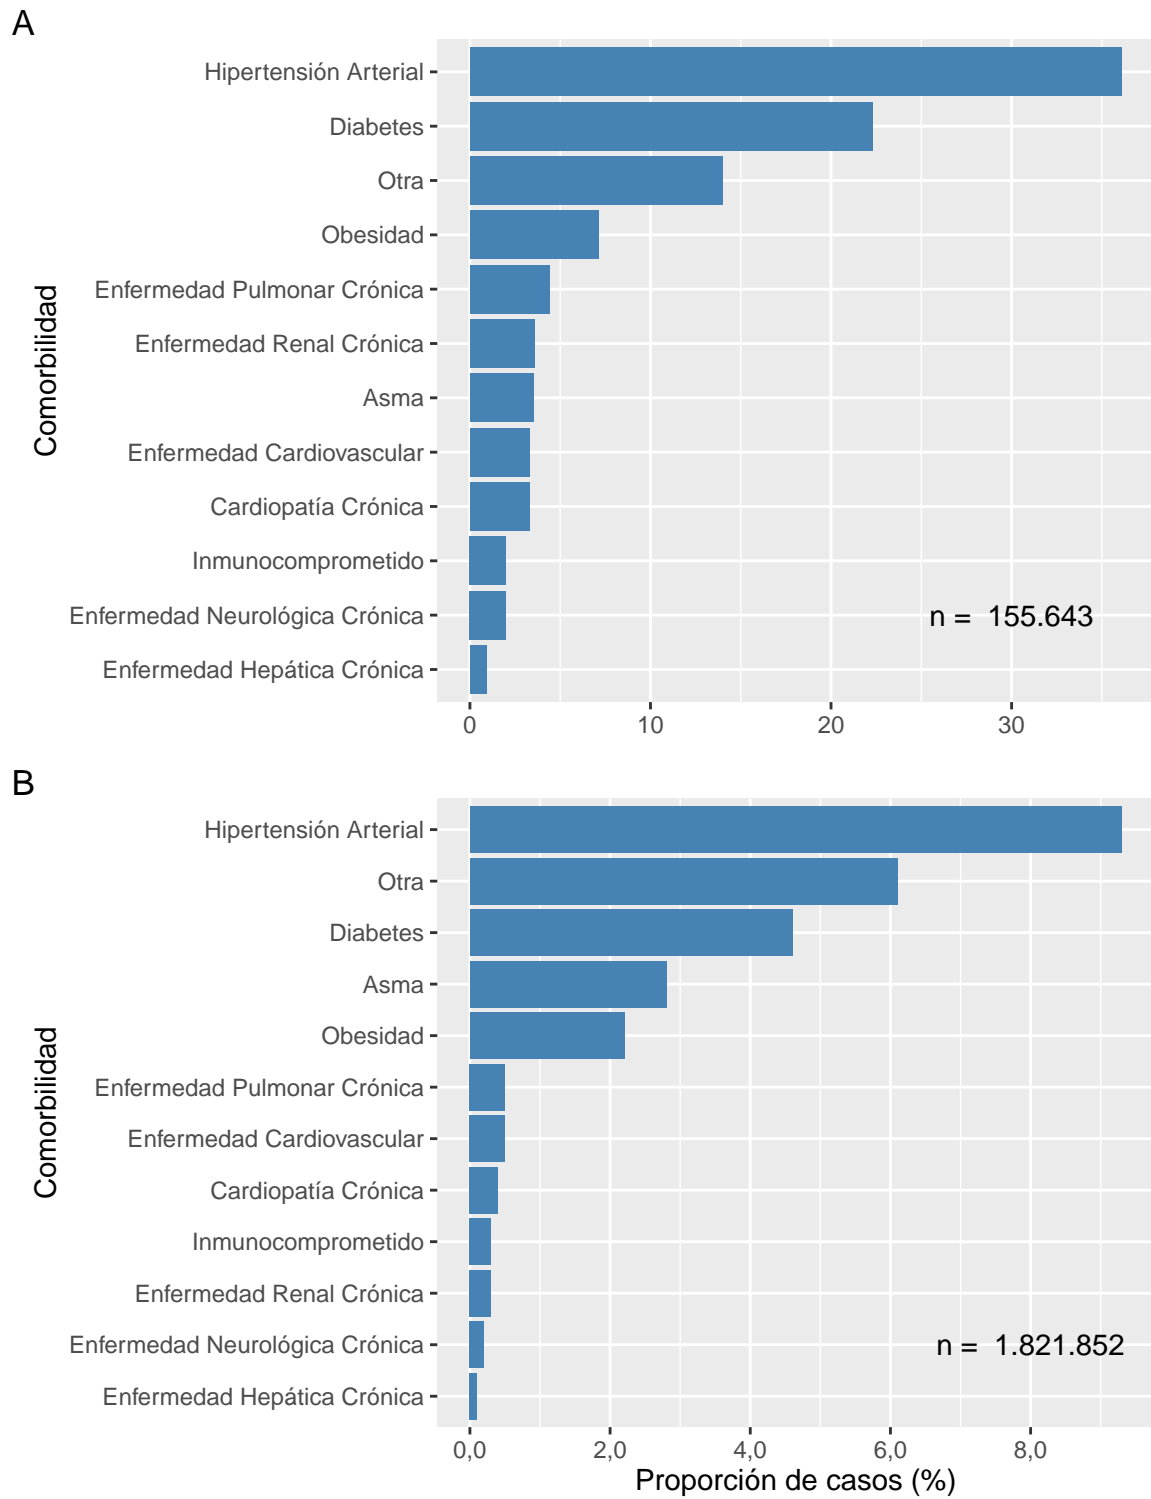 A
Hipertensión Arterial
Diabetes
Otra
Obesidad
Enfermedad Pulmonar Crónica
Enfermedad Renal Crónica
Asma
Enfermedad Cardiovascular
Cardiopatía Crónica
Inmunocomprometido
Enfermedad Neurológica Crónica
Enfermedad Hepática Crónica
Comorbilidad
n =  155.643
0 10 20 30
B
Hipertensión Arterial
Otra
Diabetes
Asma
Obesidad
Enfermedad Pulmonar Crónica
Enfermedad Cardiovascular
Cardiopatía Crónica
Inmunocomprometido
Enfermedad Renal Crónica
Enfermedad Neurológica Crónica
Enfermedad Hepática Crónica
Comorbilidad
n =  1.821.852
0,0 2,0 4,0 6,0 8,0
Proporción de casos (%)